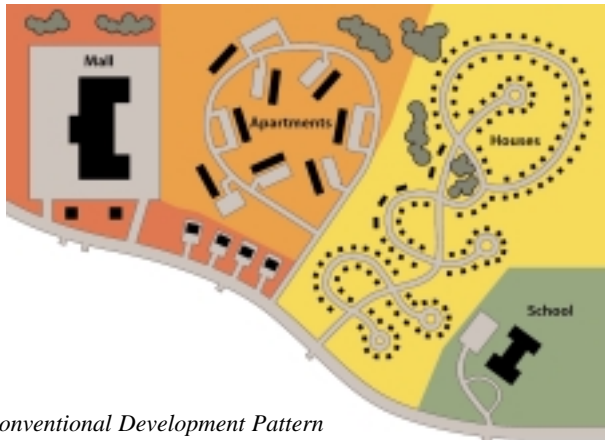 Mall
Apartments
Houses
School
onventional Development Pattern